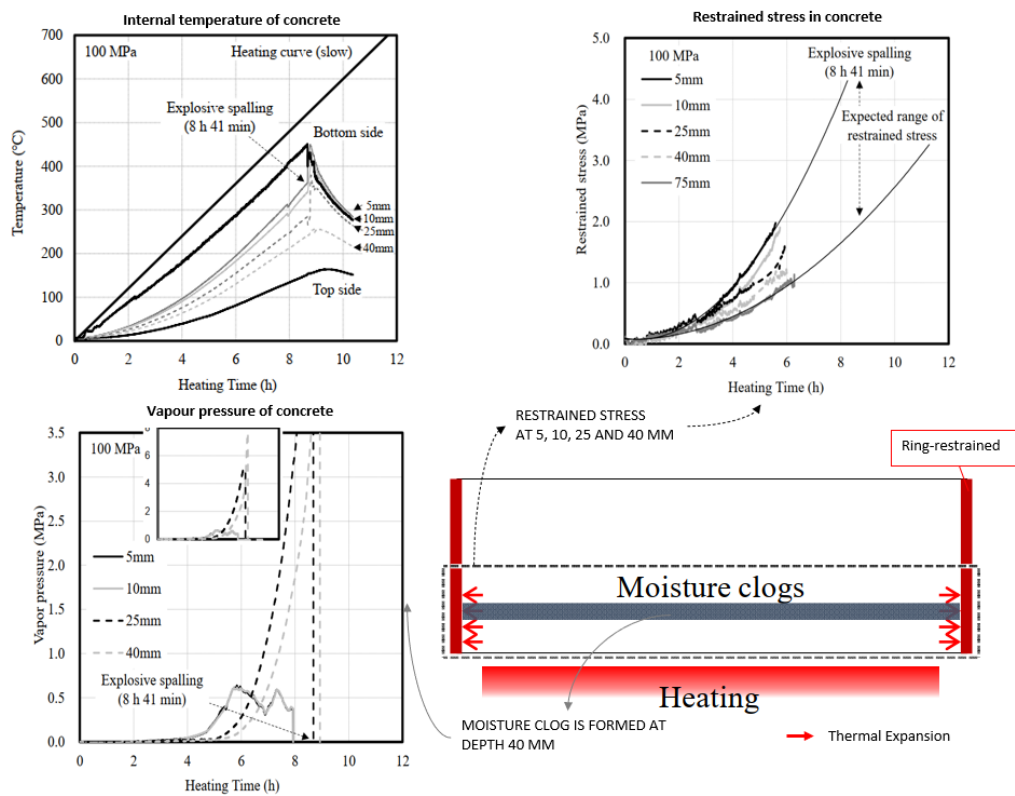 Internal temperature of concrete
700
600
500
400
300
200
100
0
0
2
4
6
8
10
12
Temperature (℃)
Heating Time (h)
100 MPa
Heating curve (slow)
Explosive spalling
(8 h 41 min)
Bottom side
5mm
10mm
25mm
40mm
Top side
Restrained stress in concrete
5.0
4.0
3.0
2.0
1.0
0.0
0
2
4
6
8
10
12
Restrained stress (MPa)
Heating Time (h)
100 MPa
5mm
10mm
25mm
40mm
75mm
Explosive spalling
(8 h 41 min)
Expected range of
restrained stress
Vapour pressure of concrete
3.5
3.0
2.5
2.0
1.5
1.0
0.5
0.0
0
2
4
6
8
10
12
Vapor pressure (MPa)
Heating Time (h)
100 MPa
8
6
4
2
0
5mm
10mm
25mm
40mm
Explosive spalling
(8 h 41 min)
RESTRAINED STRESS
AT 5, 10, 25 AND 40 MM
Ring-restrained
Moisture clogs
Heating
MOISTURE CLOG IS FORMED AT
DEPTH 40 MM
Thermal Expansion